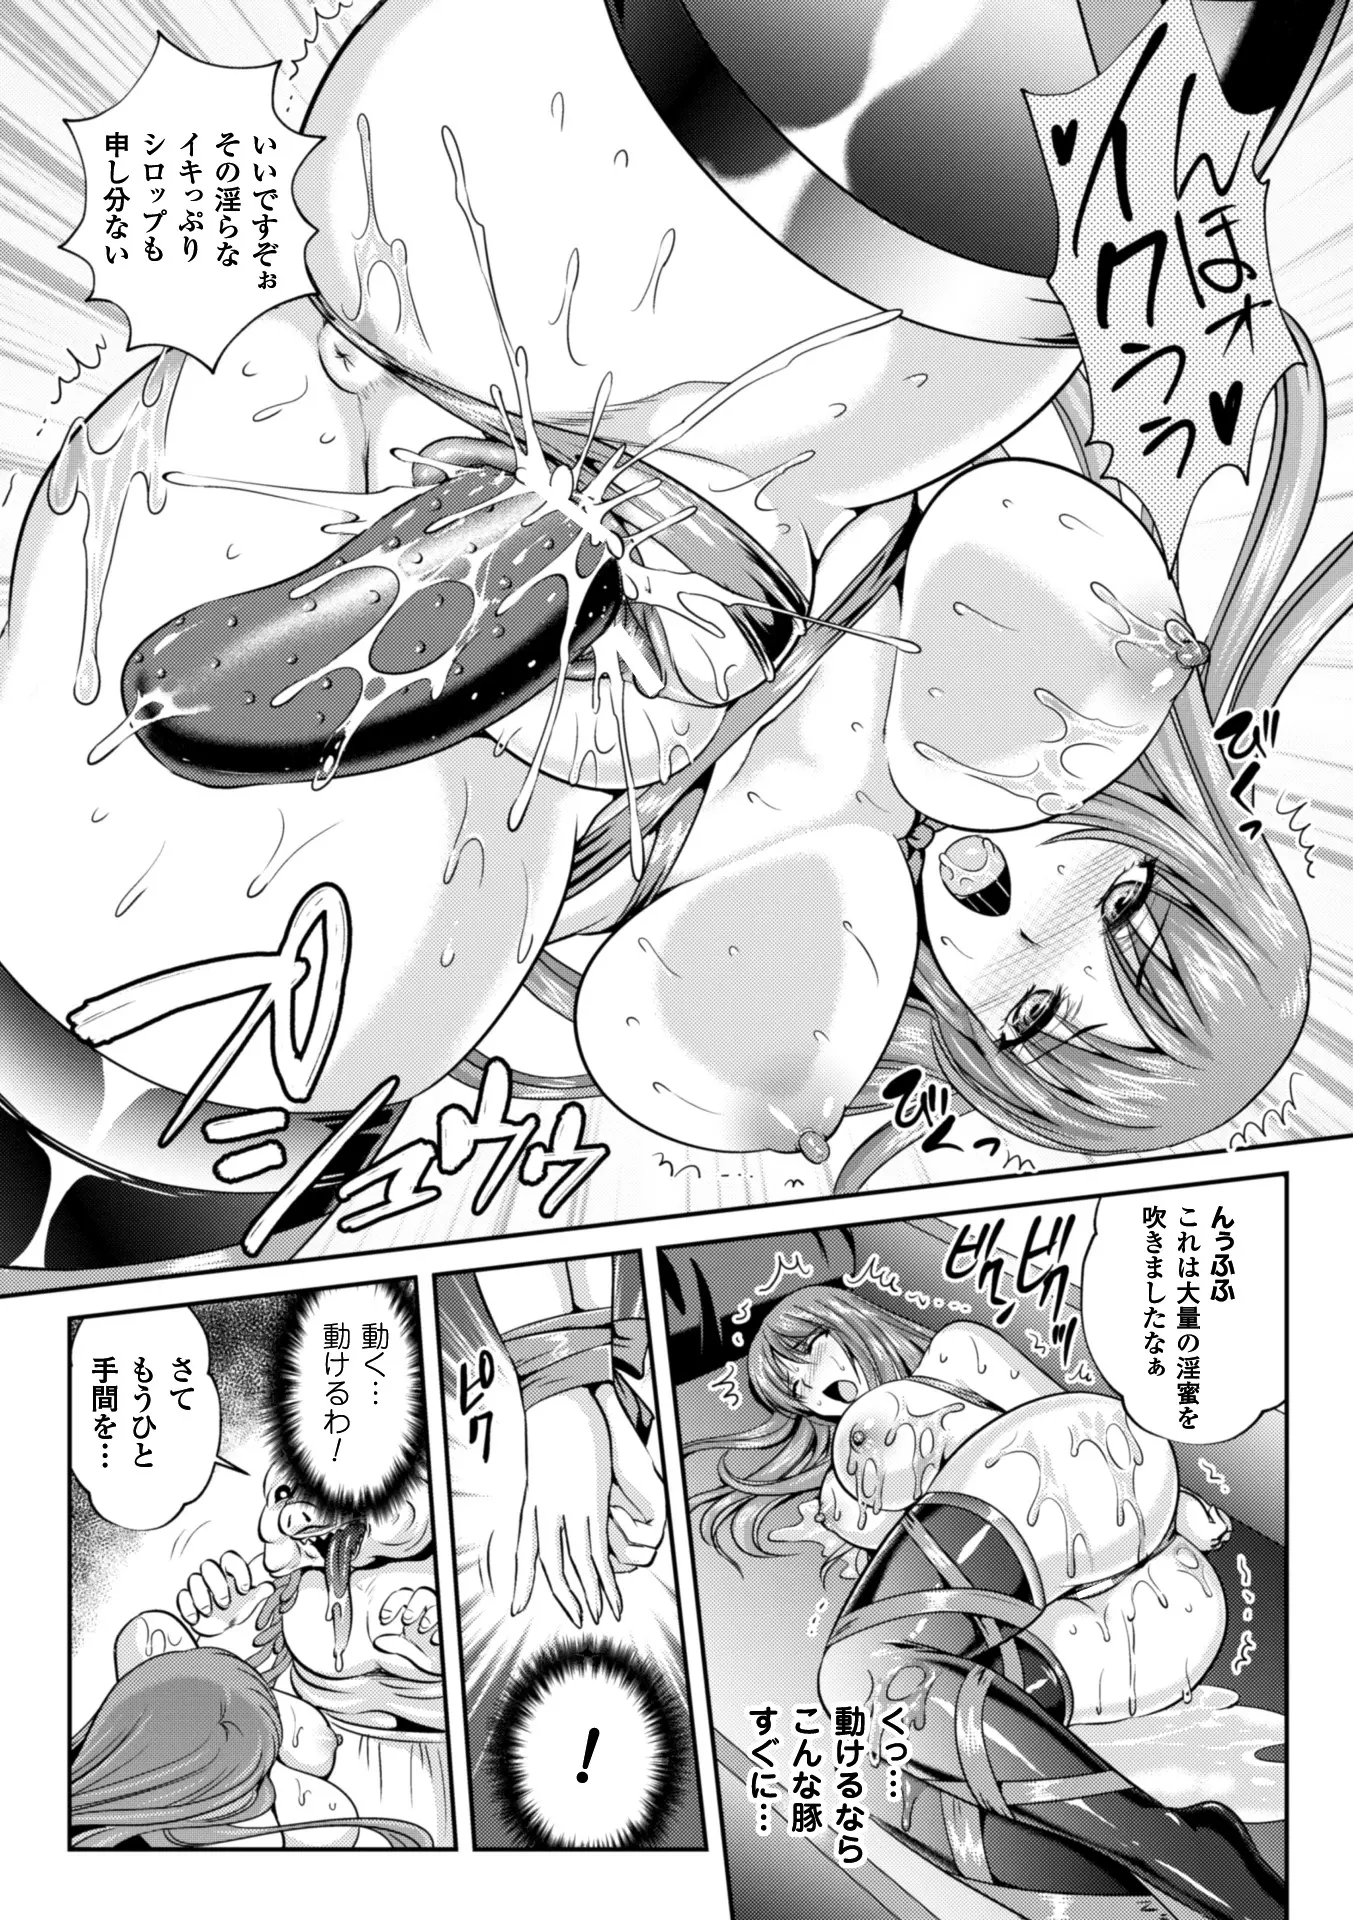 んほォ
イクゥゥ
いいですぞぉ
その淫らな
イキっぷり
シロップも
申し分ない
びくっ
びくっ
プシュウゥ
んぅふふ
これは大量の淫蜜を
吹きましたなぁ
ビクビク
くっ…
動けるなら
こんな豚
すぐに…
ピク
！
動く…
動けるわ！
さて
もうひと
手間を…